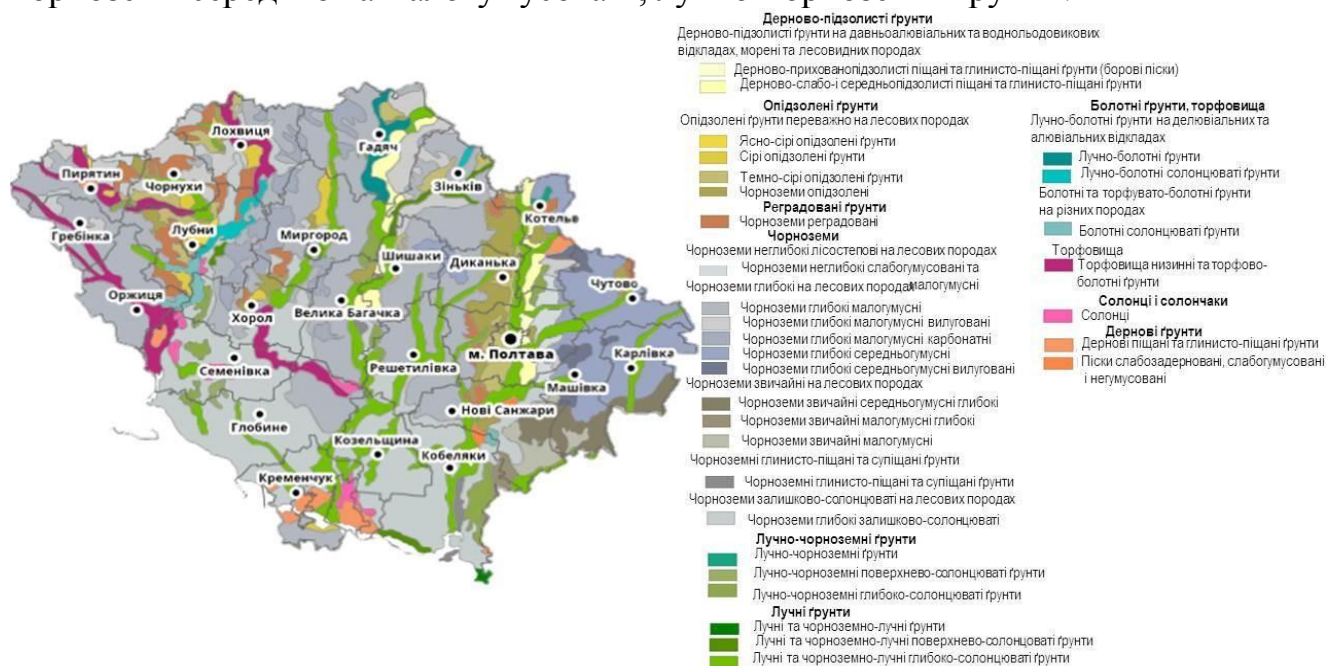 Лохвиця
Гадяч
Пирятин
Чорнухи
Зіньків
Котелье
Гребінка
Лубни
Миргород
Шишаки
Диканька
Чутово
Оржиця
Хорол
Велика Багачка
м. Полтава
Карлівка
Семенівка
Решетилівка
Машівка
Глобине
Нові Санжари
Козельщина
Кобеляки
Кременчук
Дерново-підзолисті ґрунти
Дерново-підзолисті ґрунти на давньоалювіальних та воднольодовикових
відкладах, морені та лесовидних породах
Дерново-прихованопідзолисті піщані та глинисто-піщані ґрунти (борові піски)
Дерново-слабо-і середньопідзолисті піщані та глинисто-піщані ґрунти
Опідзолені ґрунти
Опідзолені ґрунти переважно на лесових породах
Ясно-сірі опідзолені ґрунти
Сірі опідзолені ґрунти
Темно-сірі опідзолені ґрунти
Чорноземи опідзолені
Реградовані ґрунти
Чорноземи реградовані
Чорноземи
Чорноземи неглибокі лісостепові на лесових породах
Чорноземи неглибокі слабогумусовані та
малогумусні
Чорноземи глибокі на лесових породах
Чорноземи глибокі малогумусні
Чорноземи глибокі малогумусні вилуговані
Чорноземи глибокі малогумусні карбонатні
Чорноземи глибокі середньогумусні
Чорноземи глибокі середньогумусні вилуговані
Чорноземи звичайні на лесових породах
Чорноземи звичайні середньогумусні глибокі
Чорноземи звичайні малогумусні глибокі
Чорноземи звичайні малогумусні
Чорноземні глинисто-піщані та супіщані ґрунти
Чорноземні глинисто-піщані та супіщані ґрунти
Чорноземи залишково-солонцюваті на лесових породах
Чорноземи глибокі залишково-солонцюваті
Лучно-чорноземні ґрунти
Лучно-чорноземні ґрунти
Лучно-чорноземні поверхнево-солонцюваті ґрунти
Лучно-чорноземні глибоко-солонцюваті ґрунти
Лучні ґрунти
Лучні та чорноземно-лучні ґрунти
Лучні та чорноземно-лучні поверхнево-солонцоваті ґрунти
Лучні та чорноземно-лучні глибоко-солонцюваті ґрунти
Болотні ґрунти, торфовища
Лучно-болотні ґрунти на делювіальних та
алювіальних відкладах
Лучно-болотні ґрунти
Лучно-болотні солонцюваті ґрунти
Болотні та торфувато-болотні ґрунти
на різних породах
Болотні солонцюваті ґрунти
Торфовища
Торфовища низинні та торфово-
болотні ґрунти
Солонці і солончаки
Солонці
Дернові ґрунти
Дернові піщані та глинисто-піщані ґрунти
Піски слабозадерновані, слабогумусовані
і негумусовані